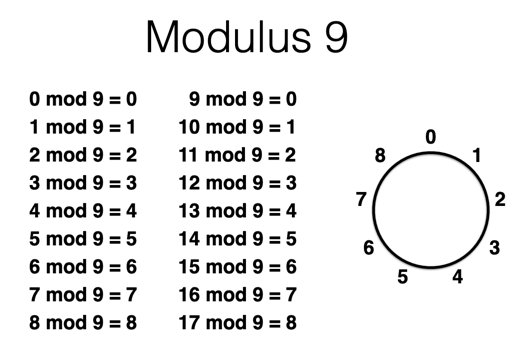 Modulus 9
0 mod 9 = 0
1 mod 9 = 1
2 mod 9 = 2
3 mod 9 = 3
4 mod 9 = 4
5 mod 9 = 5
6 mod 9 = 6
7 mod 9 = 7
8 mod 9 = 8
9 mod 9 = 0
10 mod 9 = 1
11 mod 9 = 2
12 mod 9 = 3
13 mod 9 = 4
14 mod 9 = 5
15 mod 9 = 6
16 mod 9 = 7
17 mod 9 = 8
0
1
2
3
4
5
6
7
8